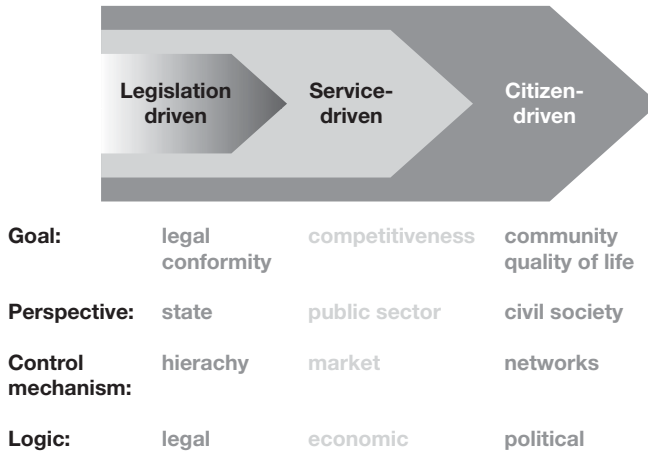 Legislation Service- Citizen-
driven driven driven
Goal: legal competitiveness community
conformity quality of life
Perspective: state public sector civil society
Control hierachy market networks
mechanism:
Logic: legal economic political